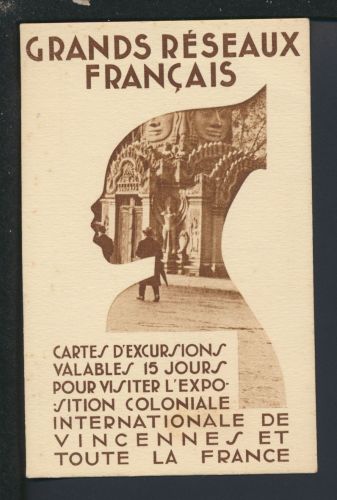 GRANDS RÉSEAUX
FRANÇAIS
CARTES D'EXCURSIONS
VALABLES 15 JOURS
POUR VISITER L'EXPO-
SITION COLONIALE
INTERNATIONALE DE
VINCENNES ET
TOUTE LA FRANCE